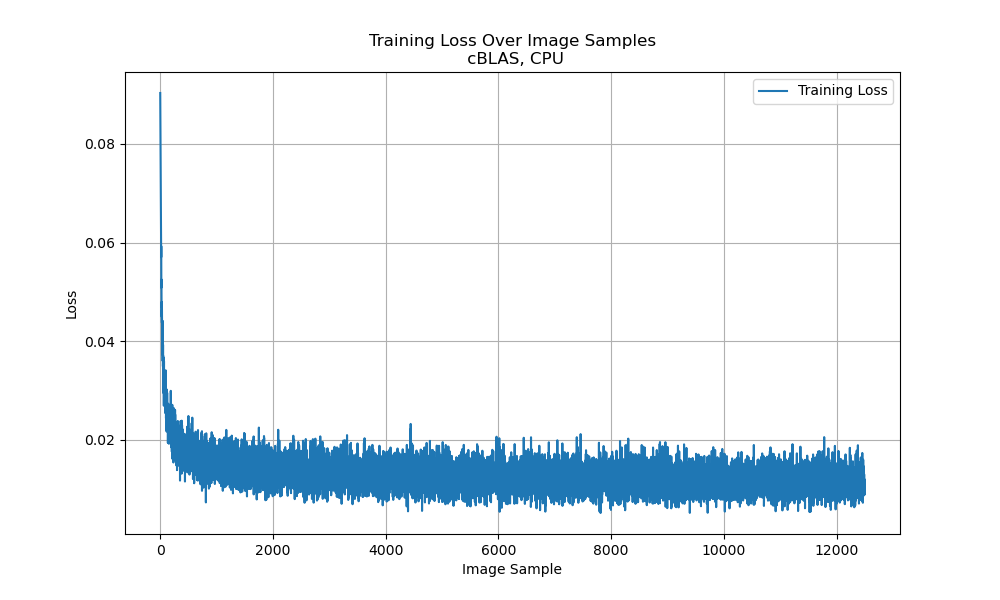 Training Loss Over Image Samples
cBLAS, CPU
Training Loss
0.08
0.06
0.04
0.02
Loss
0 2000 4000 6000 8000 10000 12000
Image Sample